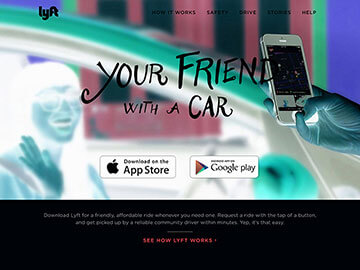 lyft
HOW IT WORKS SAFETY DRIVE STORIES HELP
YOUR FRIEND
WITH A CAR
Download on the
App Store
ANDROID APP ON
Google play
Download Lyft for a friendly, affordable ride whenever you need one. Request a ride with the tap of a button,
and get picked up by a reliable community driver within minutes. Yep, it's that easy.
SEE HOW LYFT WORKS ›